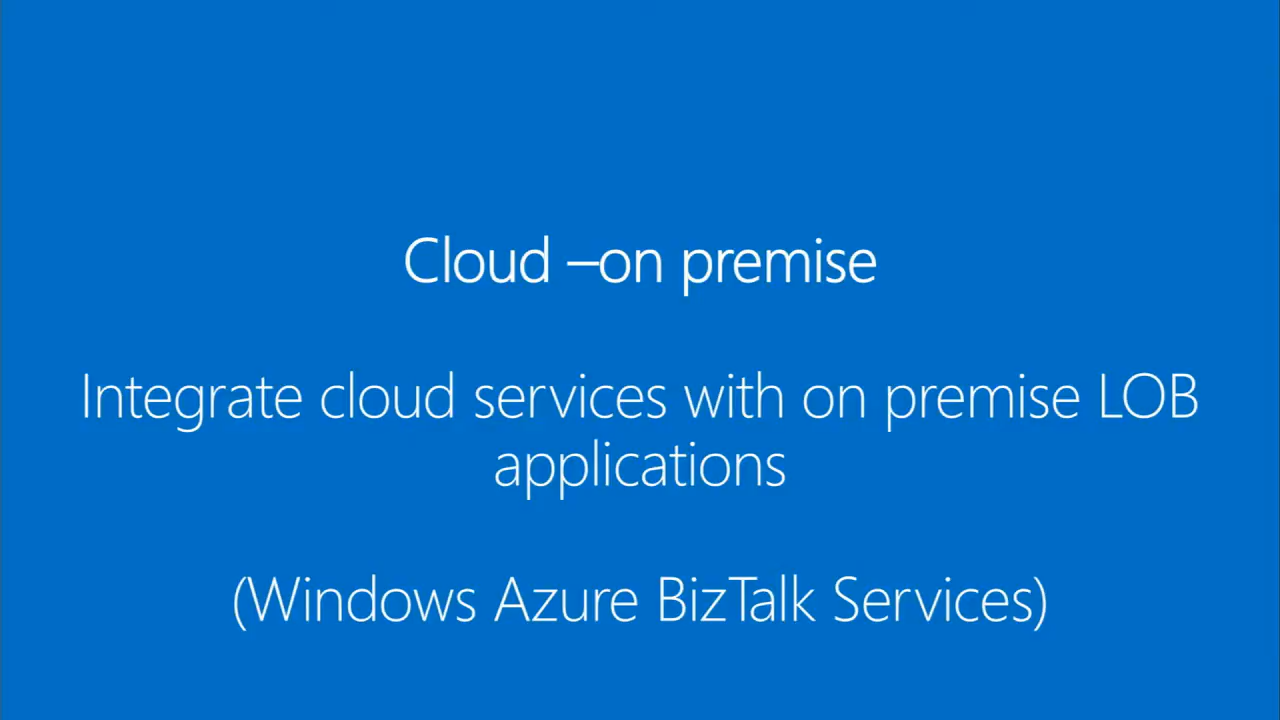 Cloud –on premise
Integrate cloud services with on premise LOB
applications
(Windows Azure BizTalk Services)